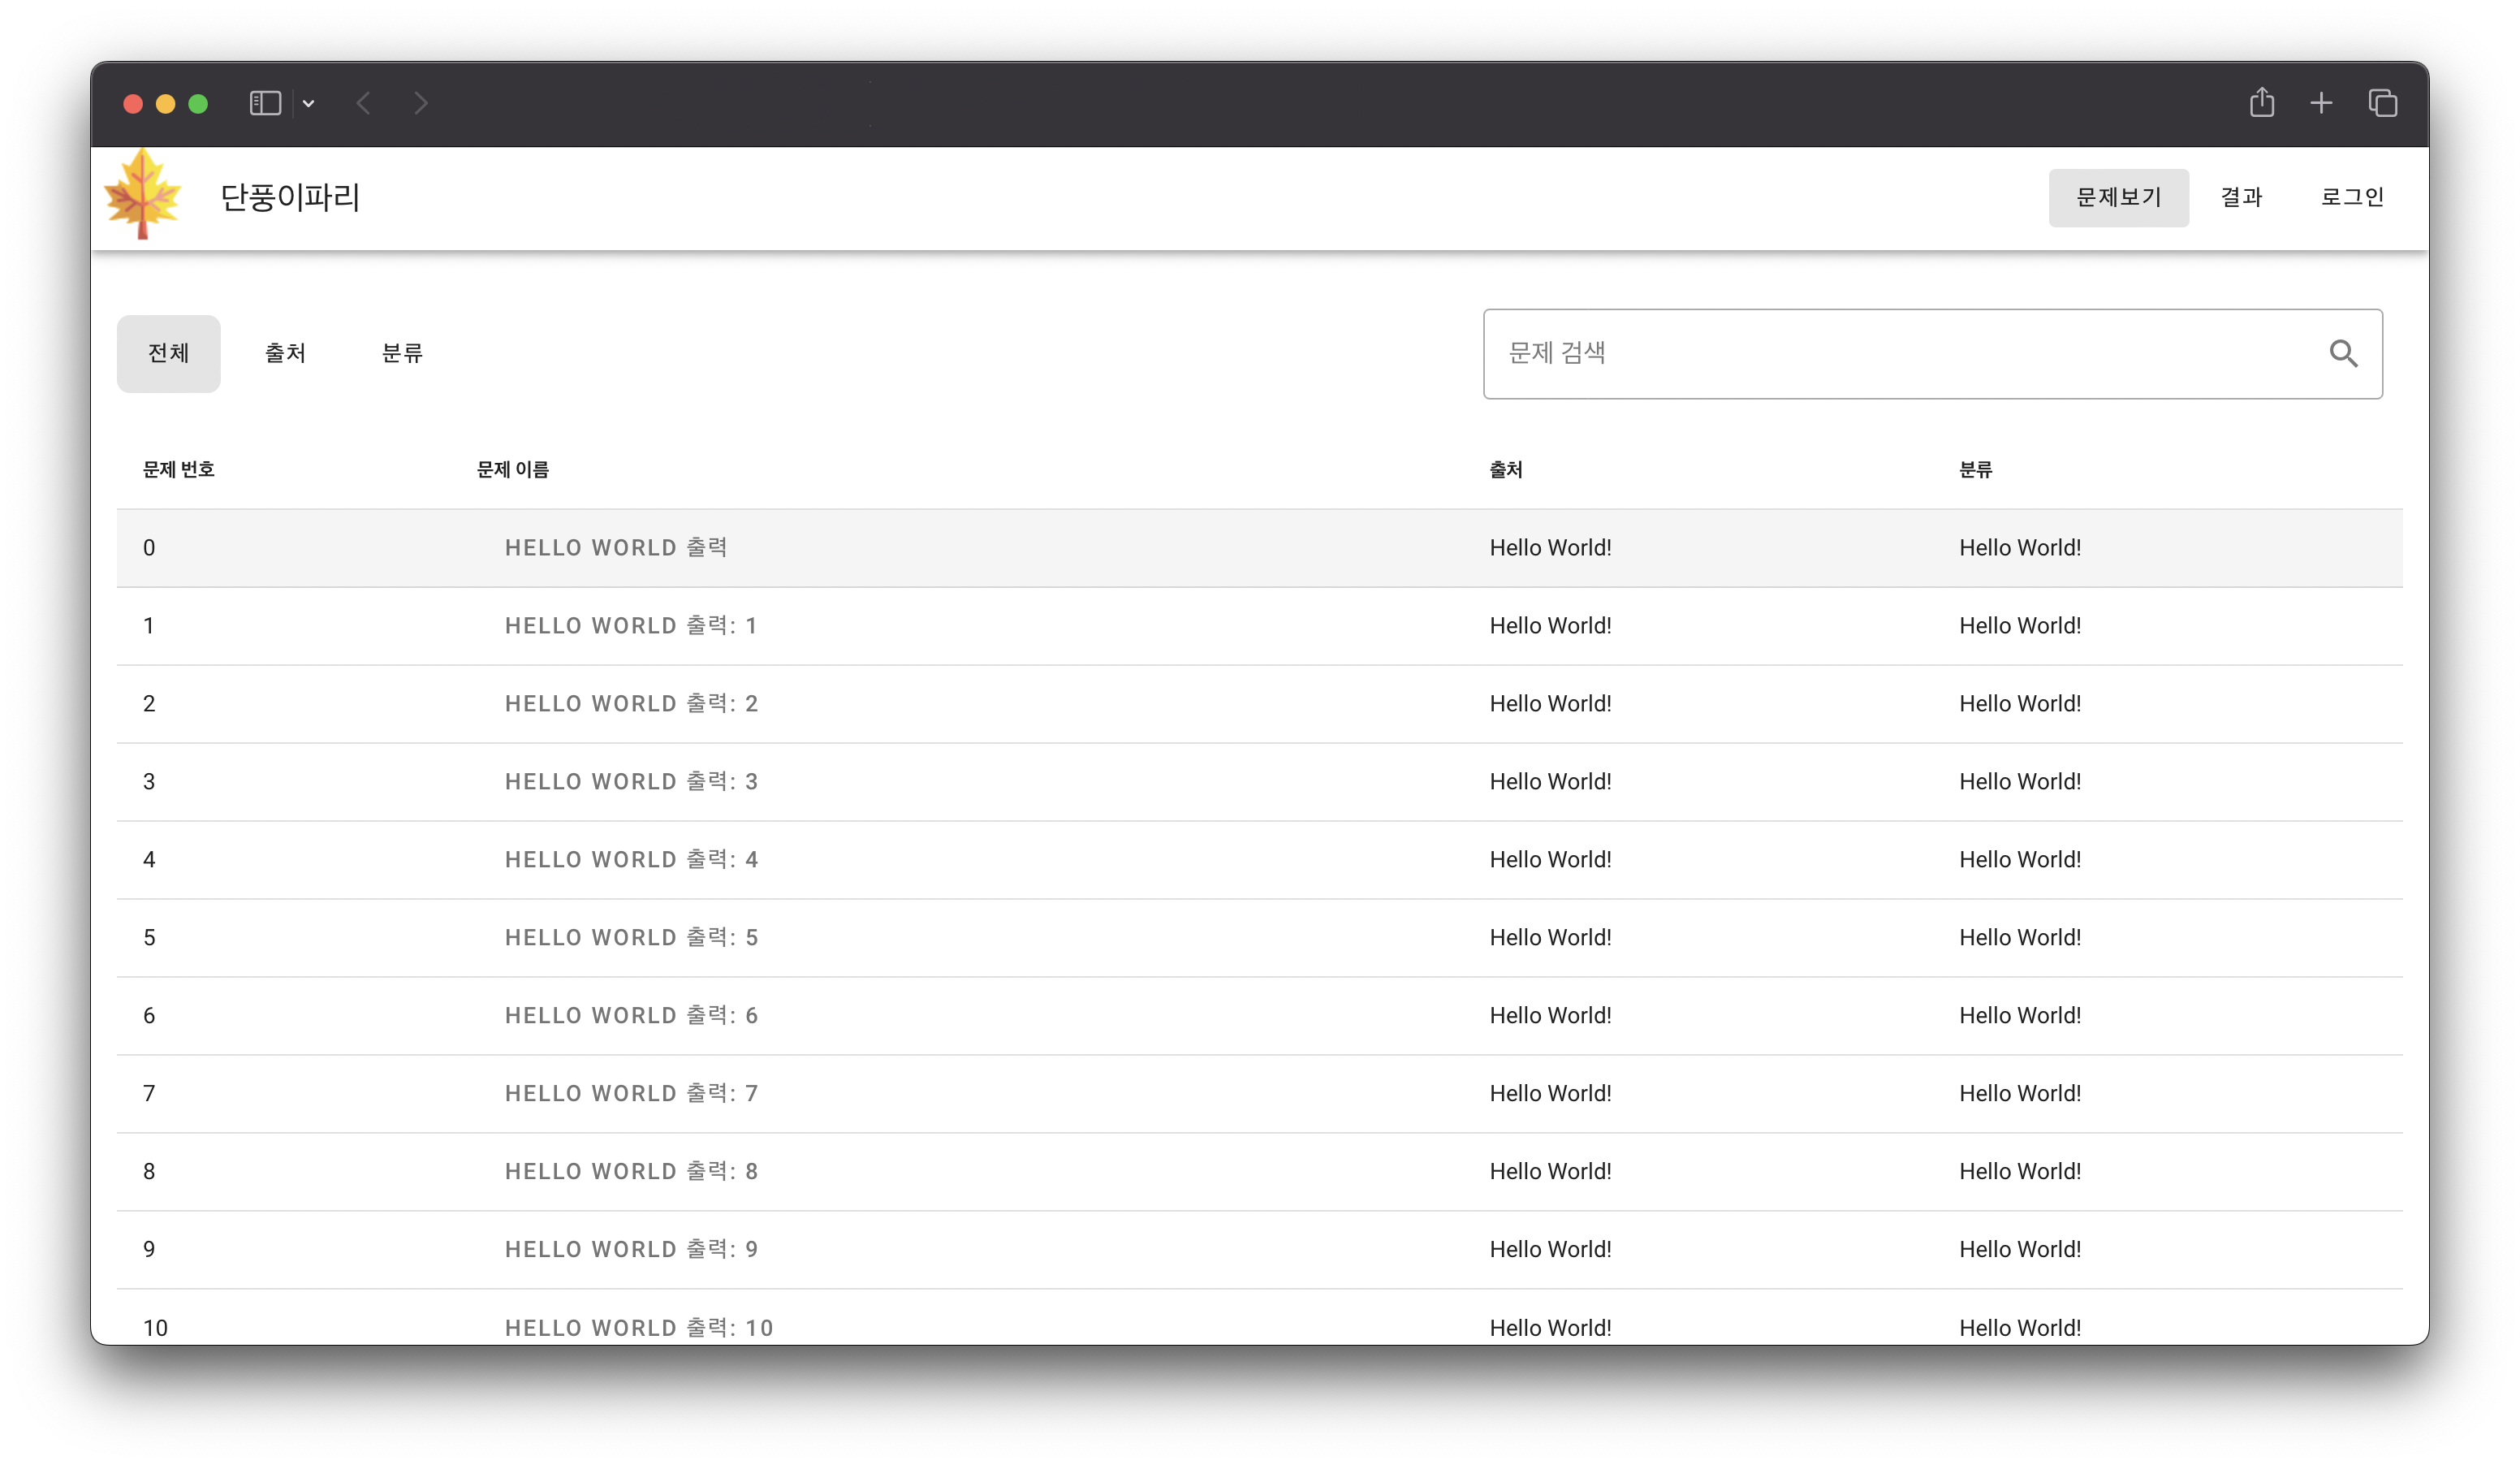 단풍이파리
문제보기 결과 로그인
전체 출처 분류
문제 검색
문제 번호 문제 이름 출처 분류
0 HELLO WORLD 출력 Hello World! Hello World!
1 HELLO WORLD 출력: 1 Hello World! Hello World!
2 HELLO WORLD 출력: 2 Hello World! Hello World!
3 HELLO WORLD 출력: 3 Hello World! Hello World!
4 HELLO WORLD 출력: 4 Hello World! Hello World!
5 HELLO WORLD 출력: 5 Hello World! Hello World!
6 HELLO WORLD 출력: 6 Hello World! Hello World!
7 HELLO WORLD 출력: 7 Hello World! Hello World!
8 HELLO WORLD 출력: 8 Hello World! Hello World!
9 HELLO WORLD 출력: 9 Hello World! Hello World!
10 HELLO WORLD 출력: 10 Hello World! Hello World!